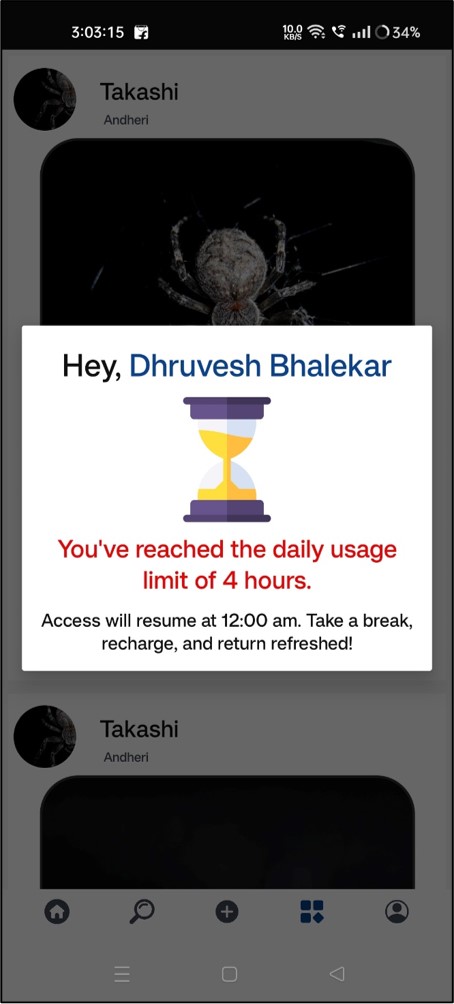 3:03:15 10.0 KB/S 34%
Takashi
Andheri
Hey, Dhruvesh Bhalekar
You've reached the daily usage
limit of 4 hours.
Access will resume at 12:00 am. Take a break,
recharge, and return refreshed!
Takashi
Andheri